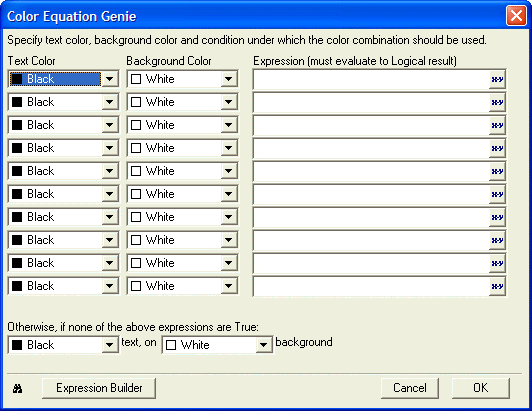 Color Equation Genie
Specify text color, background color and condition under which the color combination should be used.
Text Color Background Color Expression (must evaluate to Logical result)
Black White x-y
Black White x-y
Black White x-y
Black White x-y
Black White x-y
Black White x-y
Black White x-y
Black White x-y
Black White x-y
Black White x-y
Otherwise, if none of the above expressions are True:
Black text, on White background
Expression Builder Cancel OK